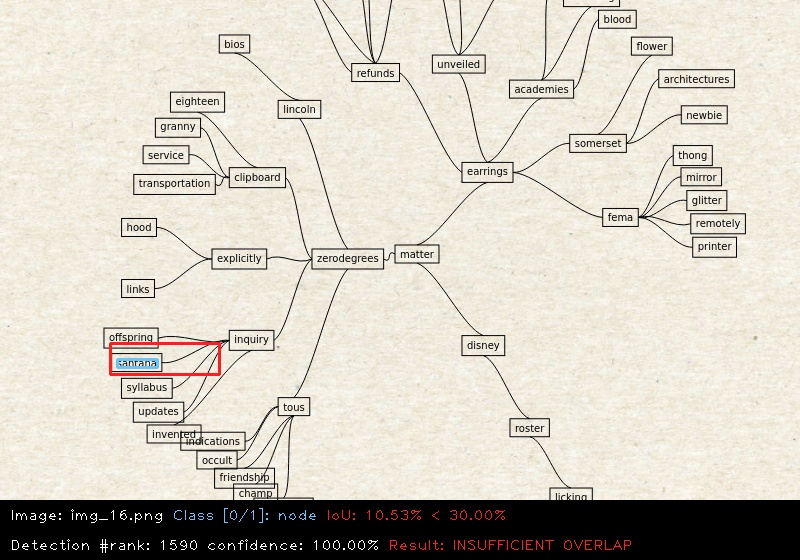 blood
flower
bios
unveiled
refunds
architectures
academies
eighteen
lincoln
newbie
granny
somerset
service
thong
earrings
mirror
clipboard
transportation
glitter
fema
remotely
hood
printer
matter
explicitly
zerodegrees
links
offspring
inquiry
disney
santana
syllabus
tous
updates
roster
invented
indications
occult
friendship
champ
licking
Image: img_16.png Class [0/1]: node IoU: 10.53% < 30.00%
Detection #rank: 1590 confidence: 100.00% Result: INSUFFICIENT OVERLAP